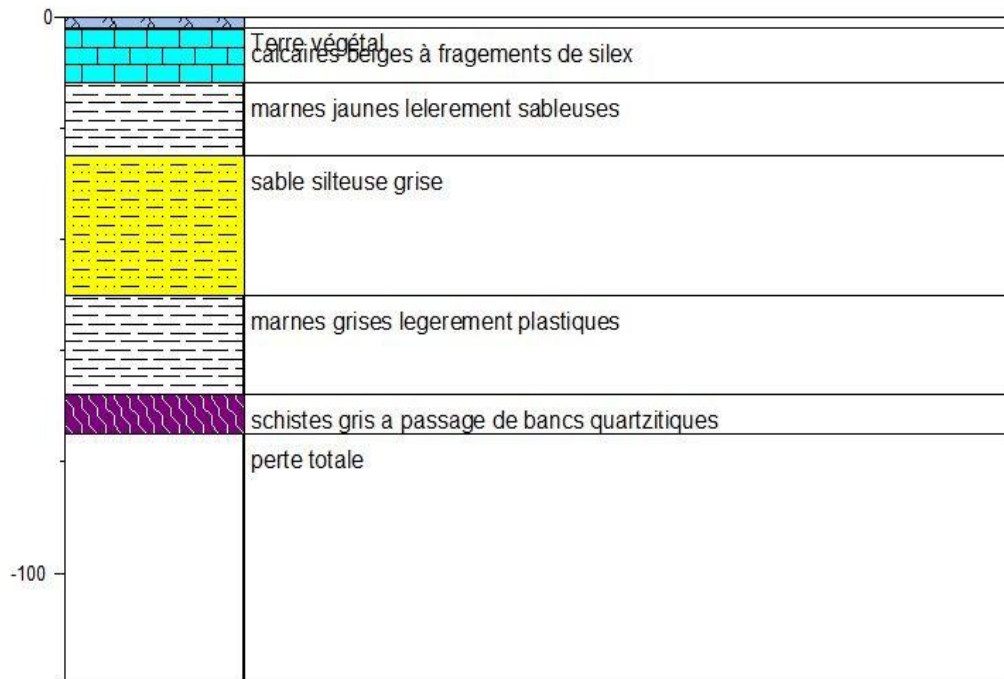 0
Terre végétal
calcaires beiges à fragements de silex
marnes jaunes lelerement sableuses
sable silteuse grise
marnes grises legerement plastiques
schistes gris a passage de bancs quartzitiques
perte totale
-100